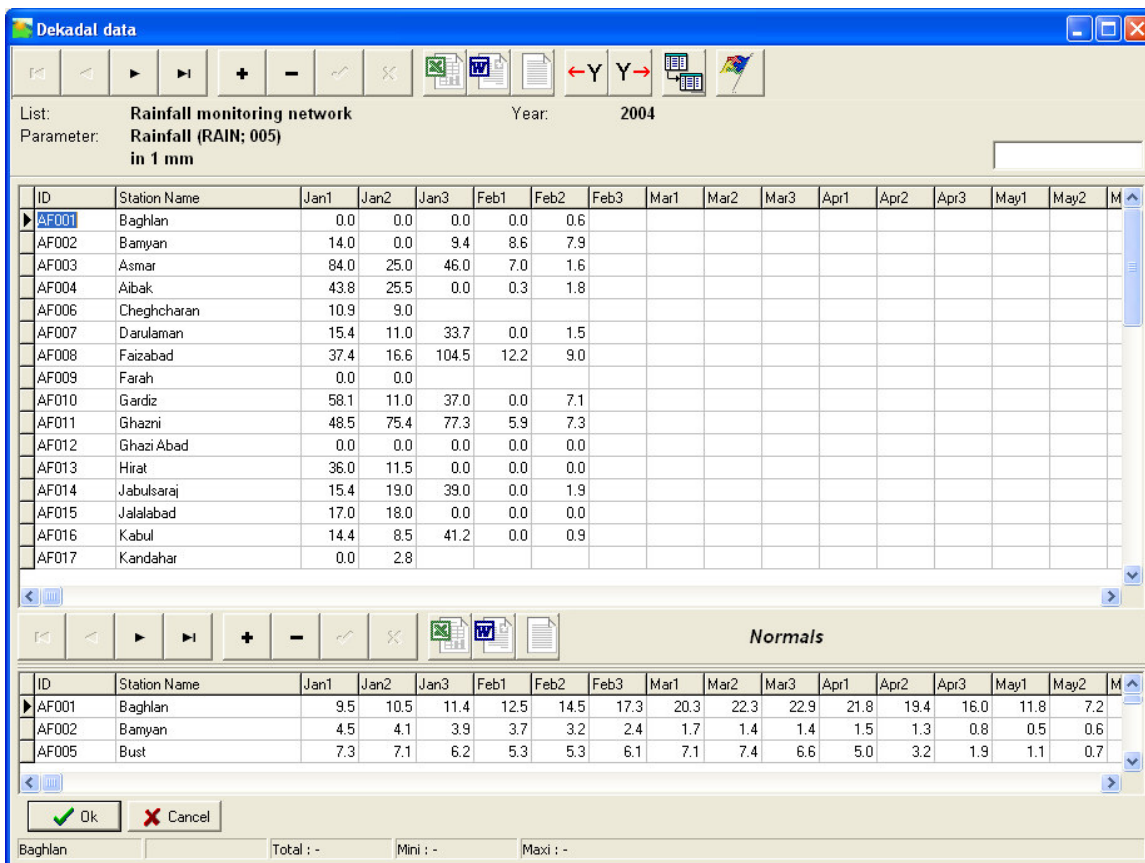 Dekadal data
←Y Y→
List: Rainfall monitoring network Year: 2004
Parameter: Rainfall (RAIN; 005)
in 1 mm
ID Station Name Jan1 Jan2 Jan3 Feb1 Feb2 Feb3 Mar1 Mar2 Mar3 Apr1 Apr2 Apr3 May1 May2 M
AF001 Baghlan 0.0 0.0 0.0 0.0 0.6
AF002 Bamyan 14.0 0.0 9.4 8.6 7.9
AF003 Asmar 84.0 25.0 46.0 7.0 1.6
AF004 Aibak 43.8 25.5 0.0 0.3 1.8
AF006 Cheghcharan 10.9 9.0
AF007 Darulaman 15.4 11.0 33.7 0.0 1.5
AF008 Faizabad 37.4 16.6 104.5 12.2 9.0
AF009 Farah 0.0 0.0
AF010 Gardiz 58.1 11.0 37.0 0.0 7.1
AF011 Ghazni 48.5 75.4 77.3 5.9 7.3
AF012 Ghazi Abad 0.0 0.0 0.0 0.0 0.0
AF013 Hirat 36.0 11.5 0.0 0.0 0.0
AF014 Jabulsaraj 15.4 19.0 39.0 0.0 1.9
AF015 Jalalabad 17.0 18.0 0.0 0.0 0.0
AF016 Kabul 14.4 8.5 41.2 0.0 0.9
AF017 Kandahar 0.0 2.8
Normals
ID Station Name Jan1 Jan2 Jan3 Feb1 Feb2 Feb3 Mar1 Mar2 Mar3 Apr1 Apr2 Apr3 May1 May2 M
AF001 Baghlan 9.5 10.5 11.4 12.5 14.5 17.3 20.3 22.3 22.9 21.8 19.4 16.0 11.8 7.2
AF002 Bamyan 4.5 4.1 3.9 3.7 3.2 2.4 1.7 1.4 1.4 1.5 1.3 0.8 0.5 0.6
AF005 Bust 7.3 7.1 6.2 5.3 5.3 6.1 7.1 7.4 6.6 5.0 3.2 1.9 1.1 0.7
Ok Cancel
Baghlan Total : - Mini : - Maxi : -